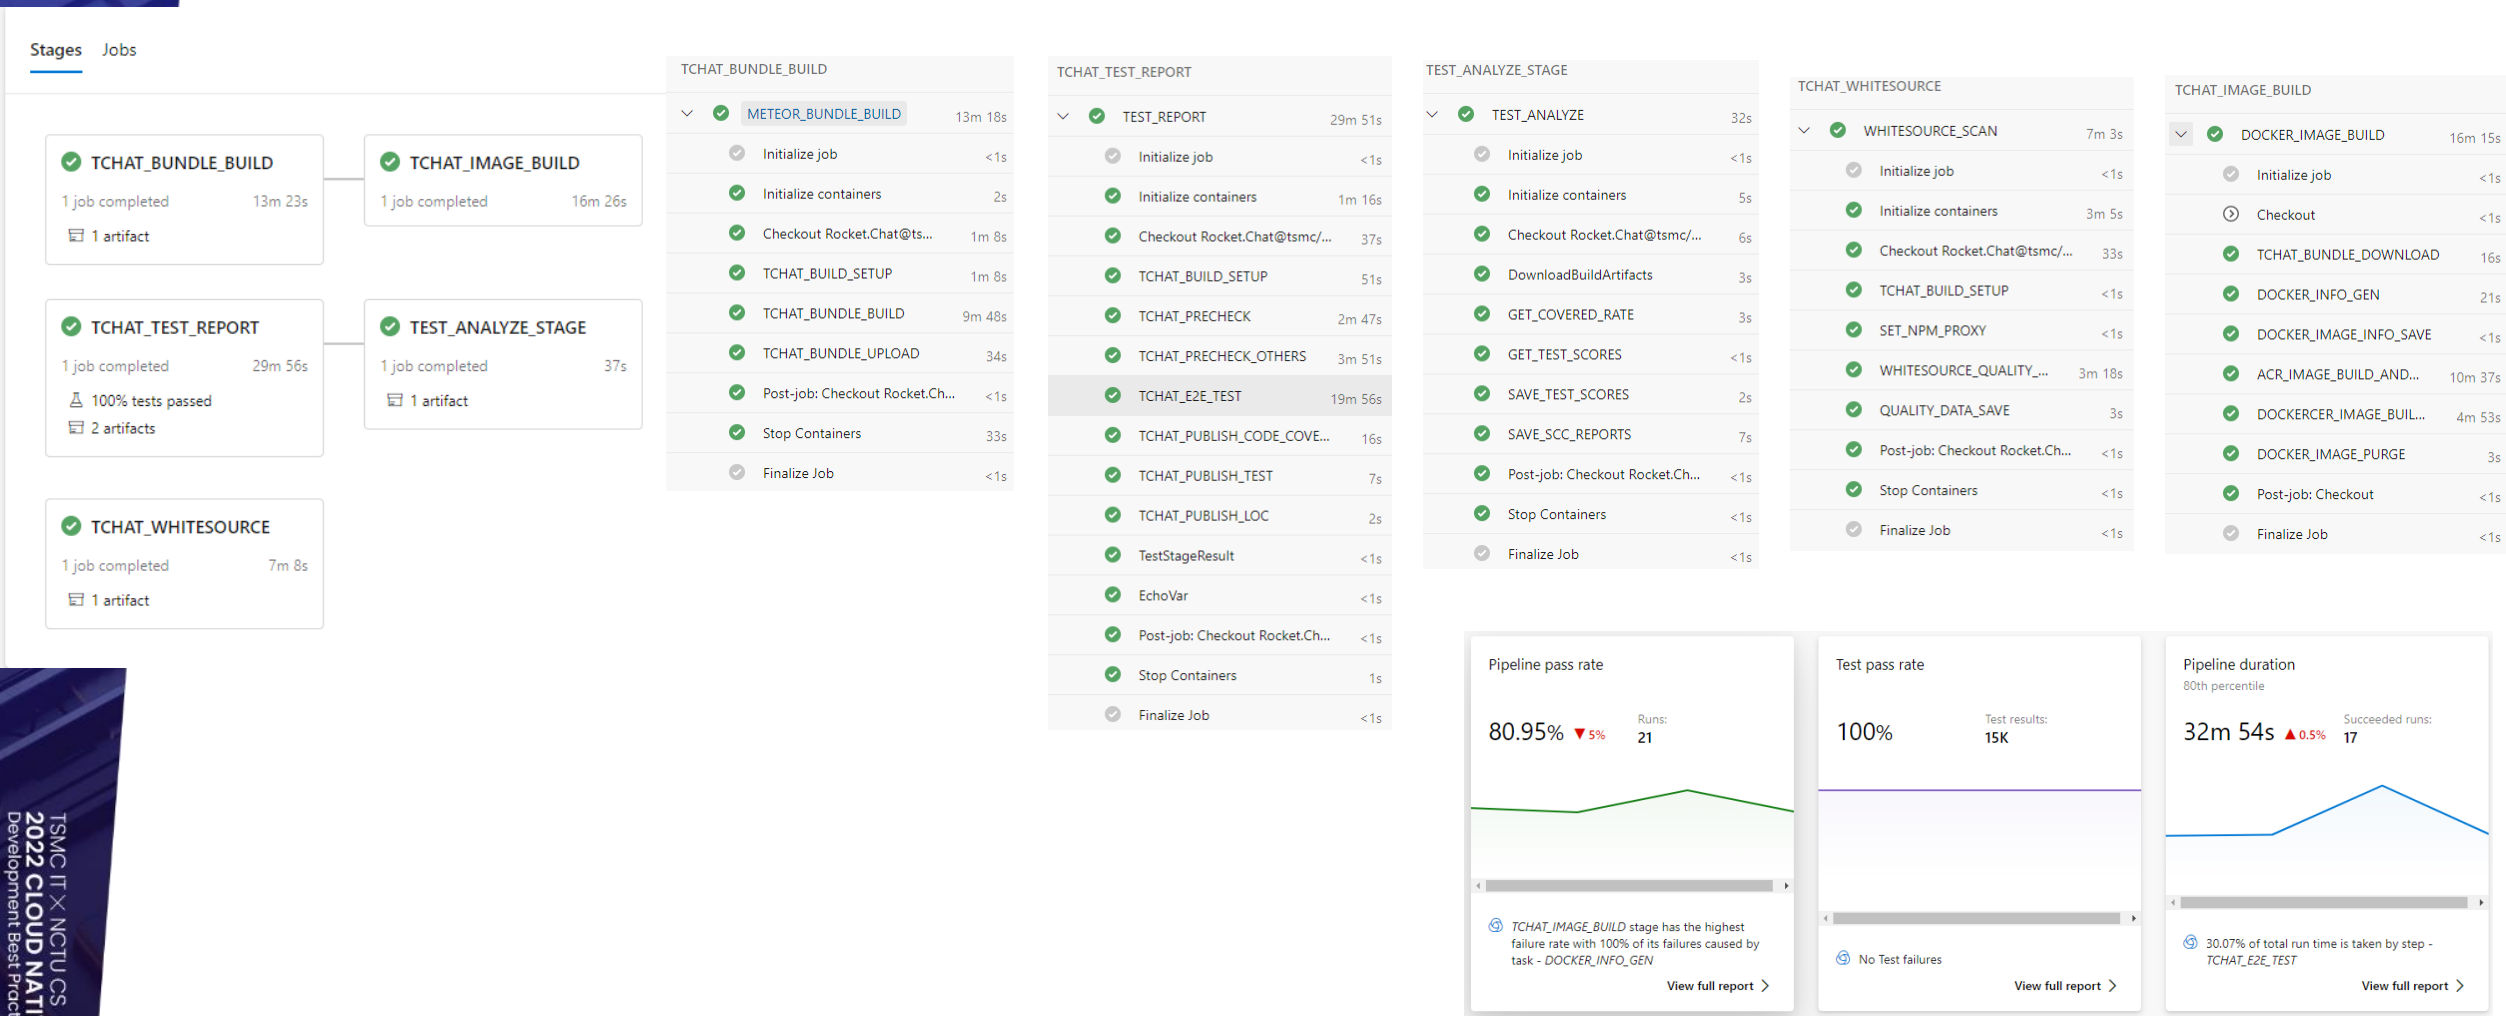 Stages Jobs
TCHAT_BUNDLE_BUILD
1 job completed 13m 23s
1 artifact
TCHAT_IMAGE_BUILD
1 job completed 16m 26s
TCHAT_TEST_REPORT
1 job completed 29m 56s
100% tests passed
2 artifacts
TEST_ANALYZE_STAGE
1 job completed 37s
1 artifact
TCHAT_WHITESOURCE
1 job completed 7m 8s
1 artifact
TCHAT_BUNDLE_BUILD
METEOR_BUNDLE_BUILD 13m 18s
Initialize job <1s
Initialize containers 2s
Checkout Rocket.Chat@ts... 1m 8s
TCHAT_BUILD_SETUP 1m 8s
TCHAT_BUNDLE_BUILD 9m 48s
TCHAT_BUNDLE_UPLOAD 34s
Post-job: Checkout Rocket.Ch... <1s
Stop Containers 33s
Finalize Job <1s
TCHAT_TEST_REPORT
TEST_REPORT 29m 51s
Initialize job <1s
Initialize containers 1m 16s
Checkout Rocket.Chat@tsmc/... 37s
TCHAT_BUILD_SETUP 51s
TCHAT_PRECHECK 2m 47s
TCHAT_PRECHECK_OTHERS 3m 51s
TCHAT_E2E_TEST 19m 56s
TCHAT_PUBLISH_CODE_COVE... 16s
TCHAT_PUBLISH_TEST 7s
TCHAT_PUBLISH_LOC 2s
TestStageResult <1s
EchoVar <1s
Post-job: Checkout Rocket.Ch... <1s
Stop Containers 1s
Finalize Job <1s
TEST_ANALYZE_STAGE
TEST_ANALYZE 32s
Initialize job <1s
Initialize containers 5s
Checkout Rocket.Chat@tsmc/... 6s
DownloadBuildArtifacts 3s
GET_COVERED_RATE 3s
GET_TEST_SCORES <1s
SAVE_TEST_SCORES 2s
SAVE_SCC_REPORTS 7s
Post-job: Checkout Rocket.Ch... <1s
Stop Containers <1s
Finalize Job <1s
TCHAT_WHITESOURCE
WHITESOURCE_SCAN 7m 3s
Initialize job <1s
Initialize containers 3m 5s
Checkout Rocket.Chat@tsmc/... 33s
TCHAT_BUILD_SETUP <1s
SET_NPM_PROXY <1s
WHITESOURCE_QUALITY_... 3m 18s
QUALITY_DATA_SAVE 3s
Post-job: Checkout Rocket.Ch... <1s
Stop Containers <1s
Finalize Job <1s
TCHAT_IMAGE_BUILD
DOCKER_IMAGE_BUILD 16m 15s
Initialize job <1s
Checkout <1s
TCHAT_BUNDLE_DOWNLOAD 16s
DOCKER_INFO_GEN 21s
DOCKER_IMAGE_INFO_SAVE <1s
ACR_IMAGE_BUILD_AND... 10m 37s
DOCKERCER_IMAGE_BUIL... 4m 53s
DOCKER_IMAGE_PURGE 3s
Post-job: Checkout <1s
Finalize Job <1s
Pipeline pass rate
80.95% ▼5% Runs:
21
TCHAT_IMAGE_BUILD stage has the highest
failure rate with 100% of its failures caused by
task - DOCKER_INFO_GEN
View full report
Test pass rate
100% Test results:
15K
No Test failures
View full report
Pipeline duration
80th percentile
32m 54s ▲0.5% Succeeded runs:
17
30.07% of total run time is taken by step -
TCHAT_E2E_TEST
View full report
TSMC IT X NCTU CS
2022 CLOUD NATI
Development Best Pract